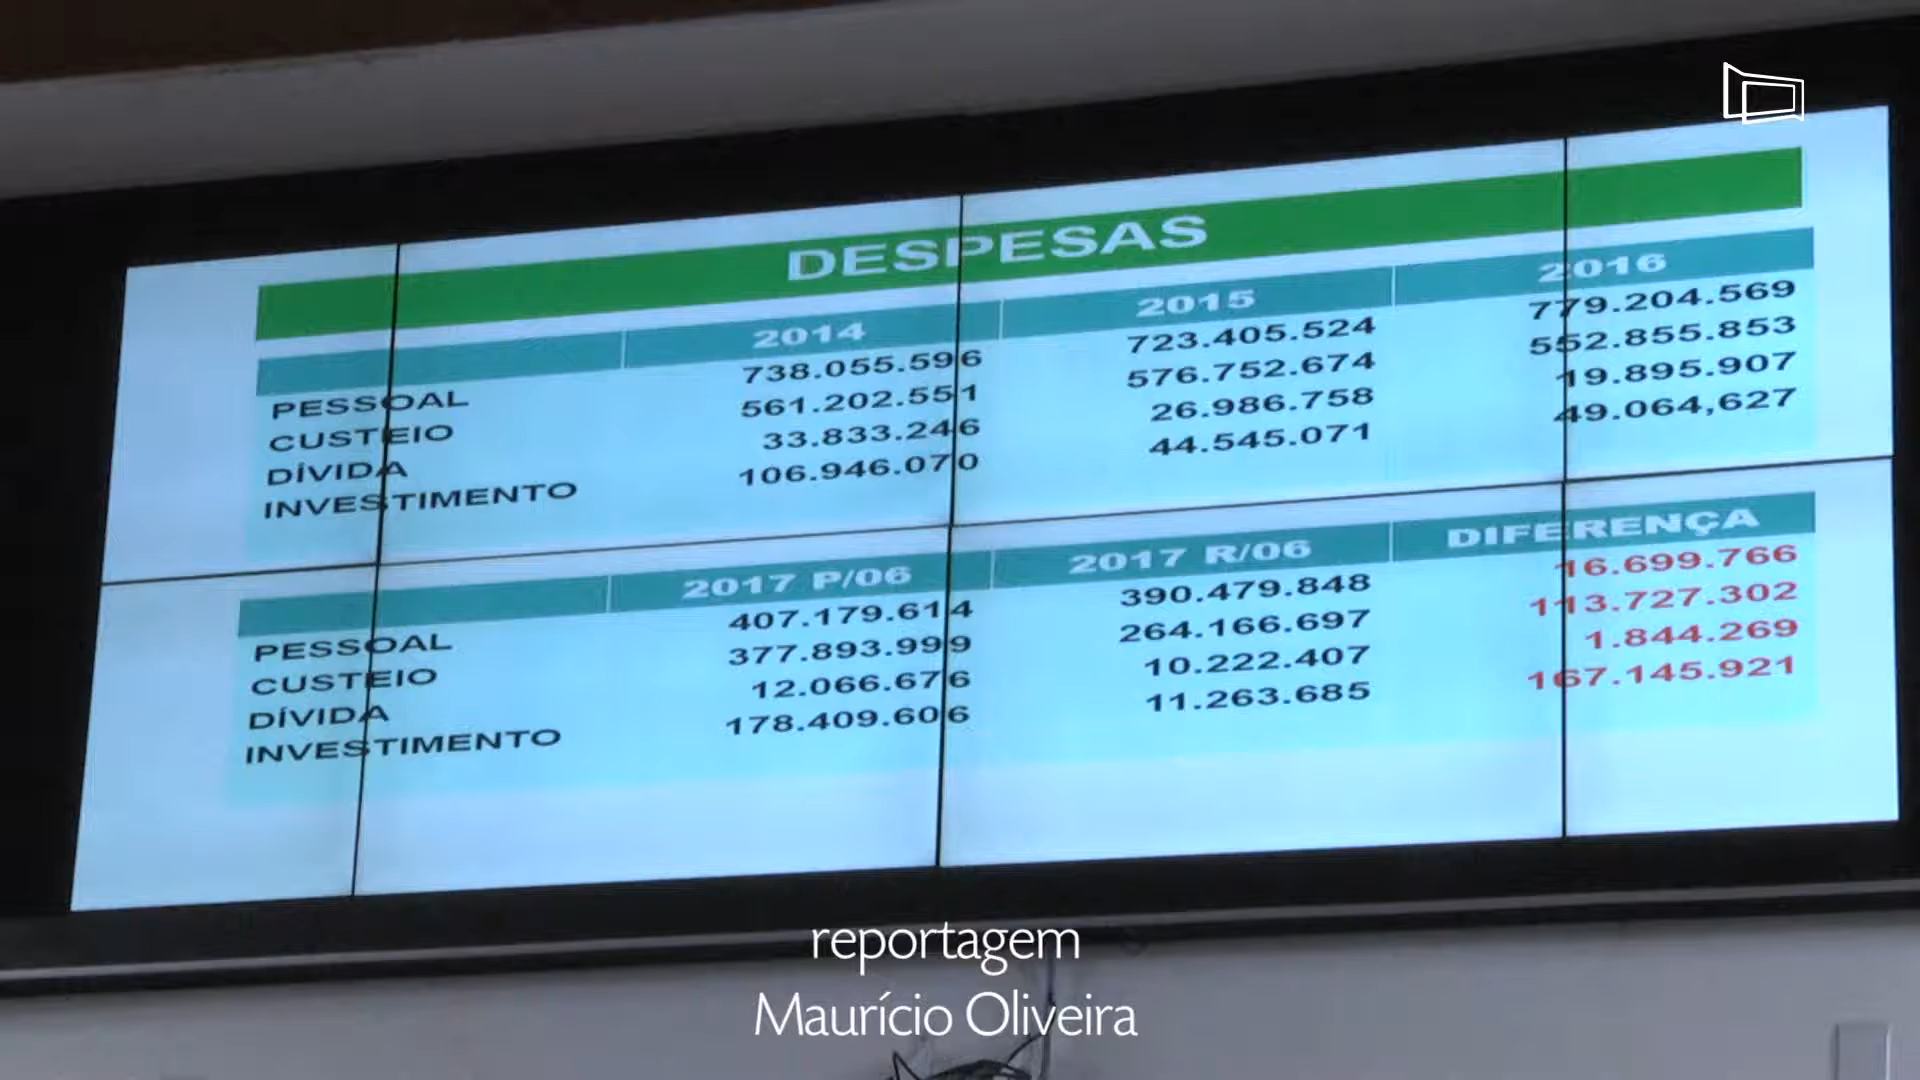 DESPESAS
2014 2015 2016
PESSOAL 738.055.596 723.405.524 779.204.569
CUSTEIO 561.202.551 576.752.674 552.855.853
DÍVIDA 33.833.246 26.986.758 19.895.907
INVESTIMENTO 106.946.070 44.545.071 49.064,627
2017 P/06 2017 R/06 DIFERENÇA
PESSOAL 407.179.614 390.479.848 16.699.766
CUSTEIO 377.893.999 264.166.697 113.727.302
DÍVIDA 12.066.676 10.222.407 1.844.269
INVESTIMENTO 178.409.606 11.263.685 167.145.921
reportagem
Maurício Oliveira